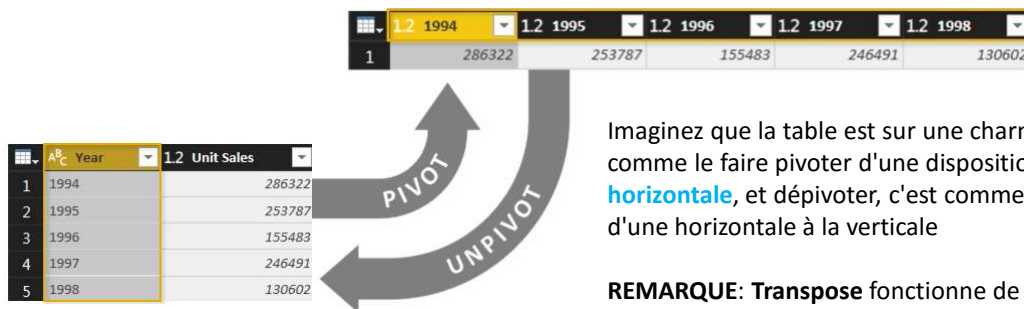 1.2 1994 1.2 1995 1.2 1996 1.2 1997 1.2 1998
1 286322 253787 155483 246491 130602
Imaginez que la table est sur une
comme le faire pivoter d'une
horizontale, et dépivoter, c'est comme
d'une horizontale à la verticale
REMARQUE: Transpose fonctionne de
ABC Year 1.2 Unit Sales
1 1994 286322
2 1995 253787
3 1996 155483
4 1997 246491
5 1998 130602
PIVOT
UNPIVOT